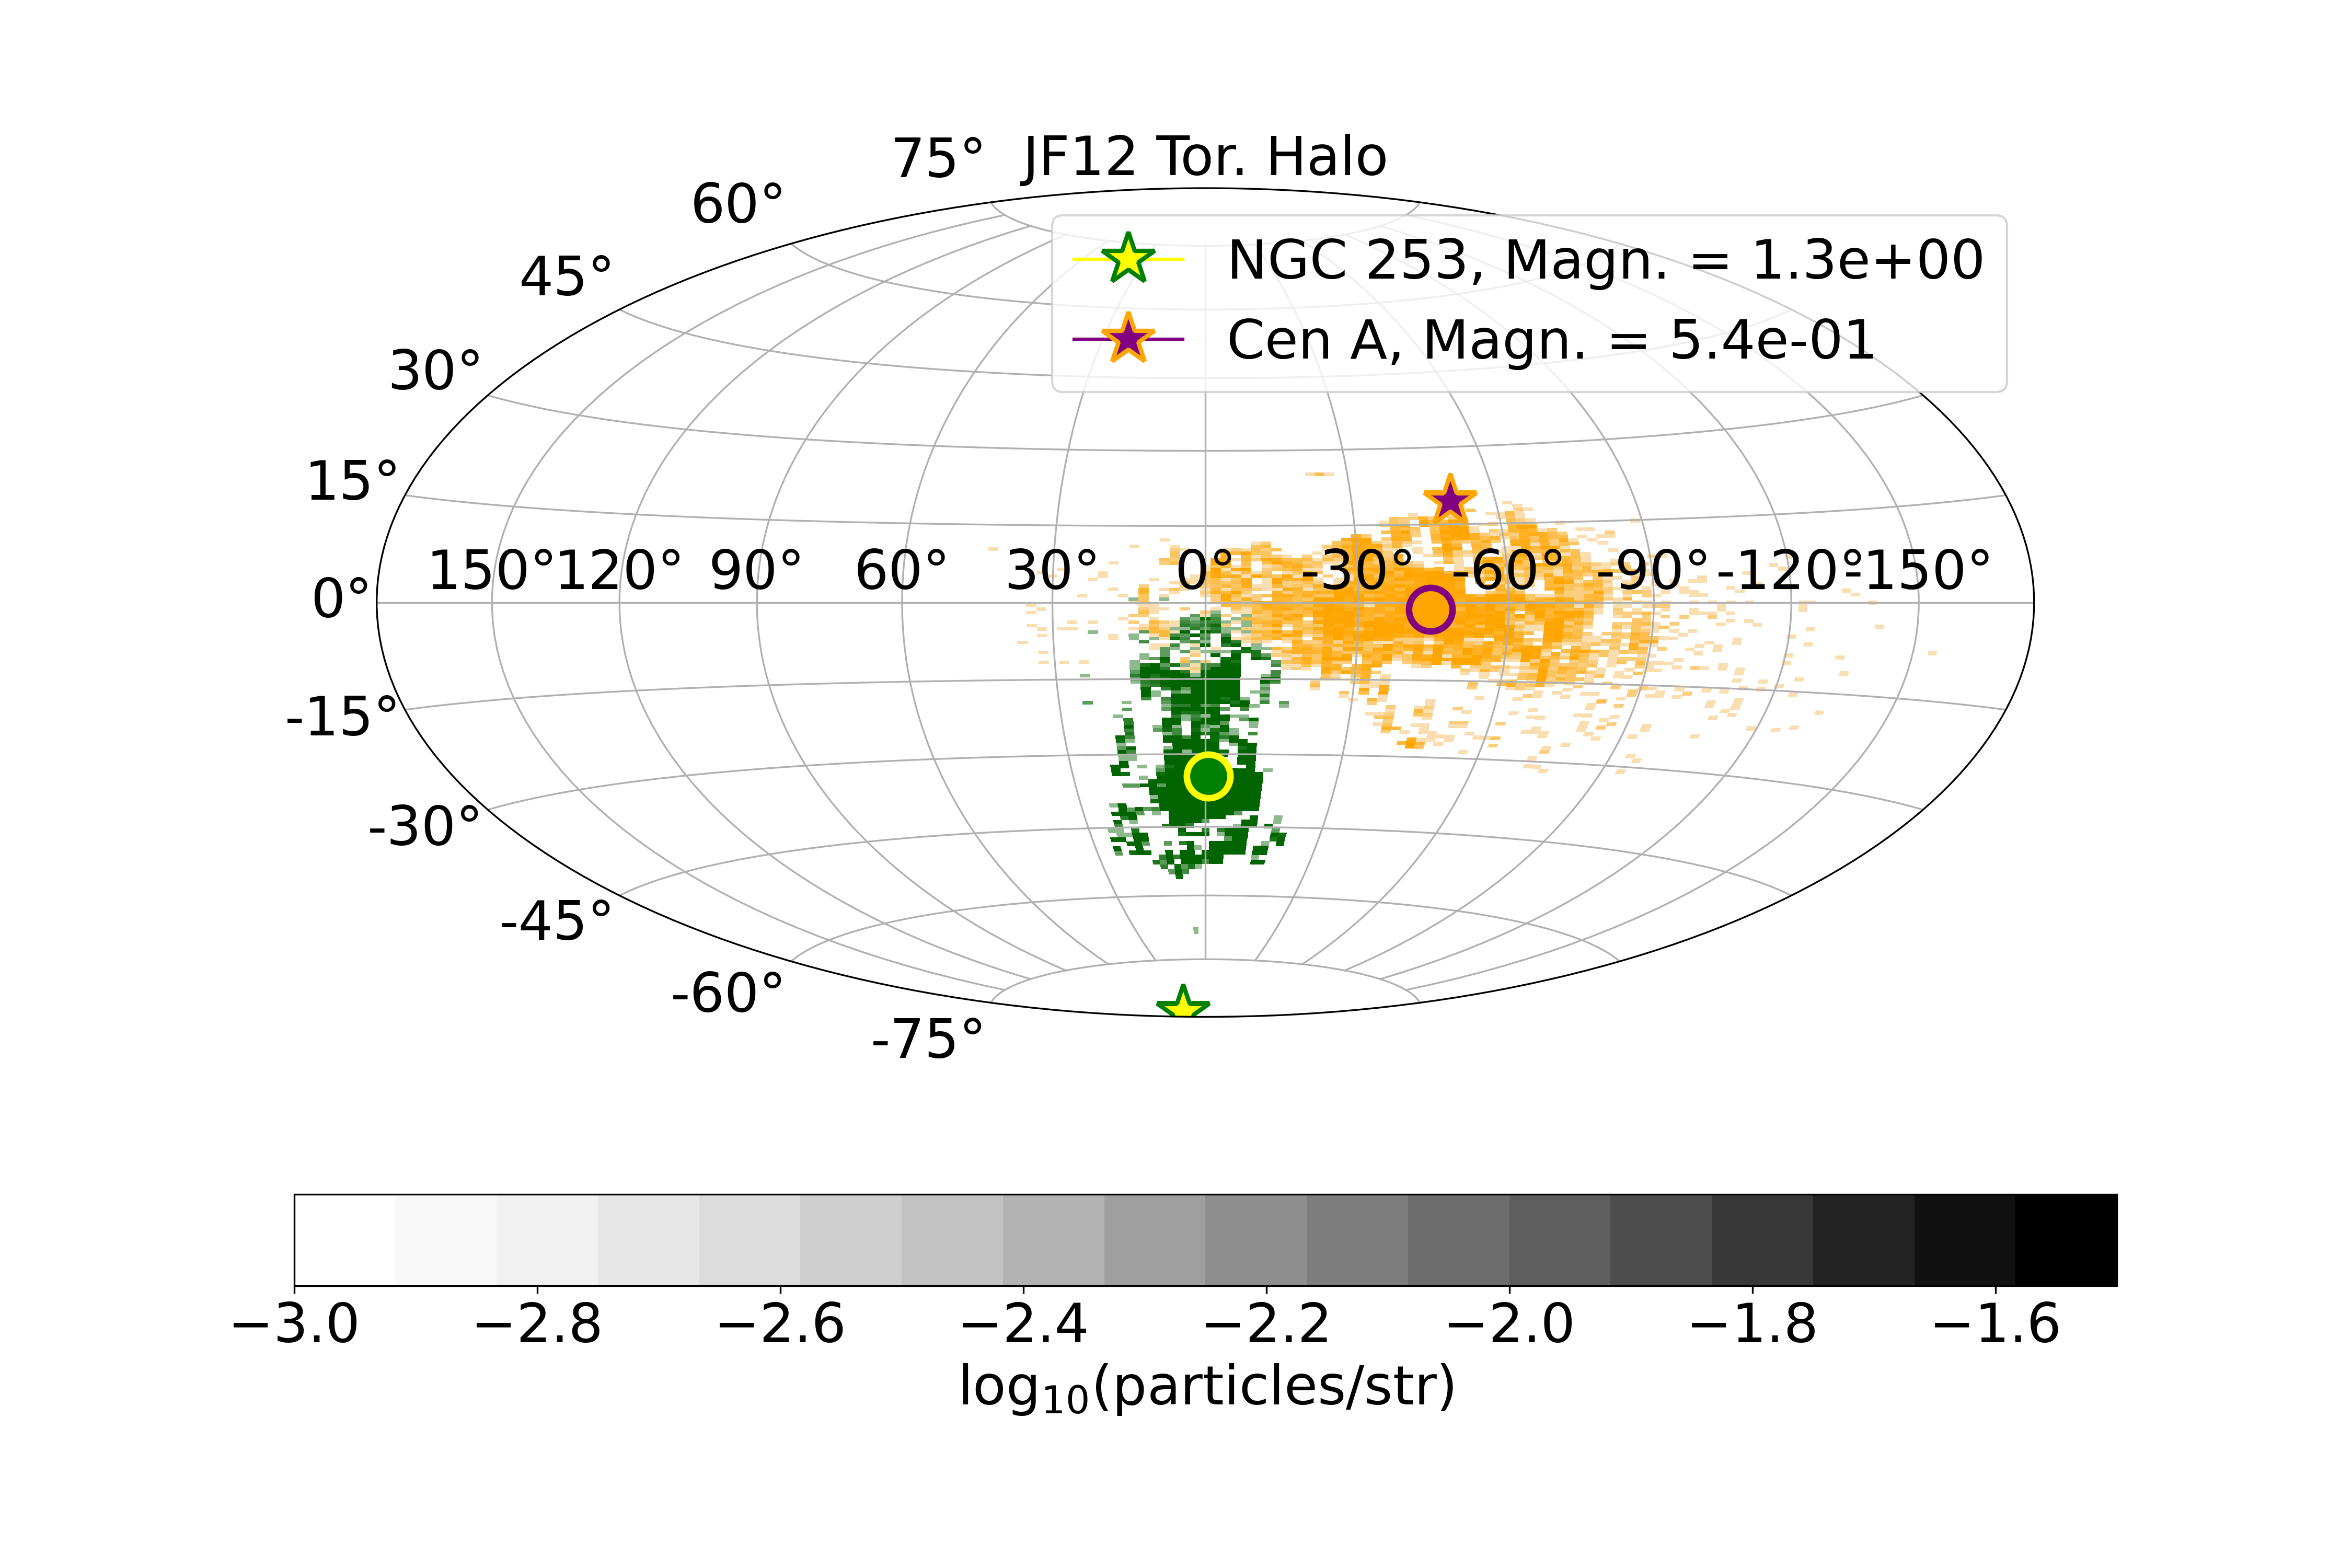 75° JF12 Tor. Halo
60°
45°
NGC 253, Magn. = 1.3e+00
Cen A, Magn. = 5.4e-01
30°
15°
150° 120° 90° 60° 30° 0° -30° -60° -90° -120° -150°
0°
-15°
-30°
-45°
-60°
-75°
−3.0 −2.8 −2.6 −2.4 −2.2 −2.0 −1.8 −1.6
log₁₀(particles/str)